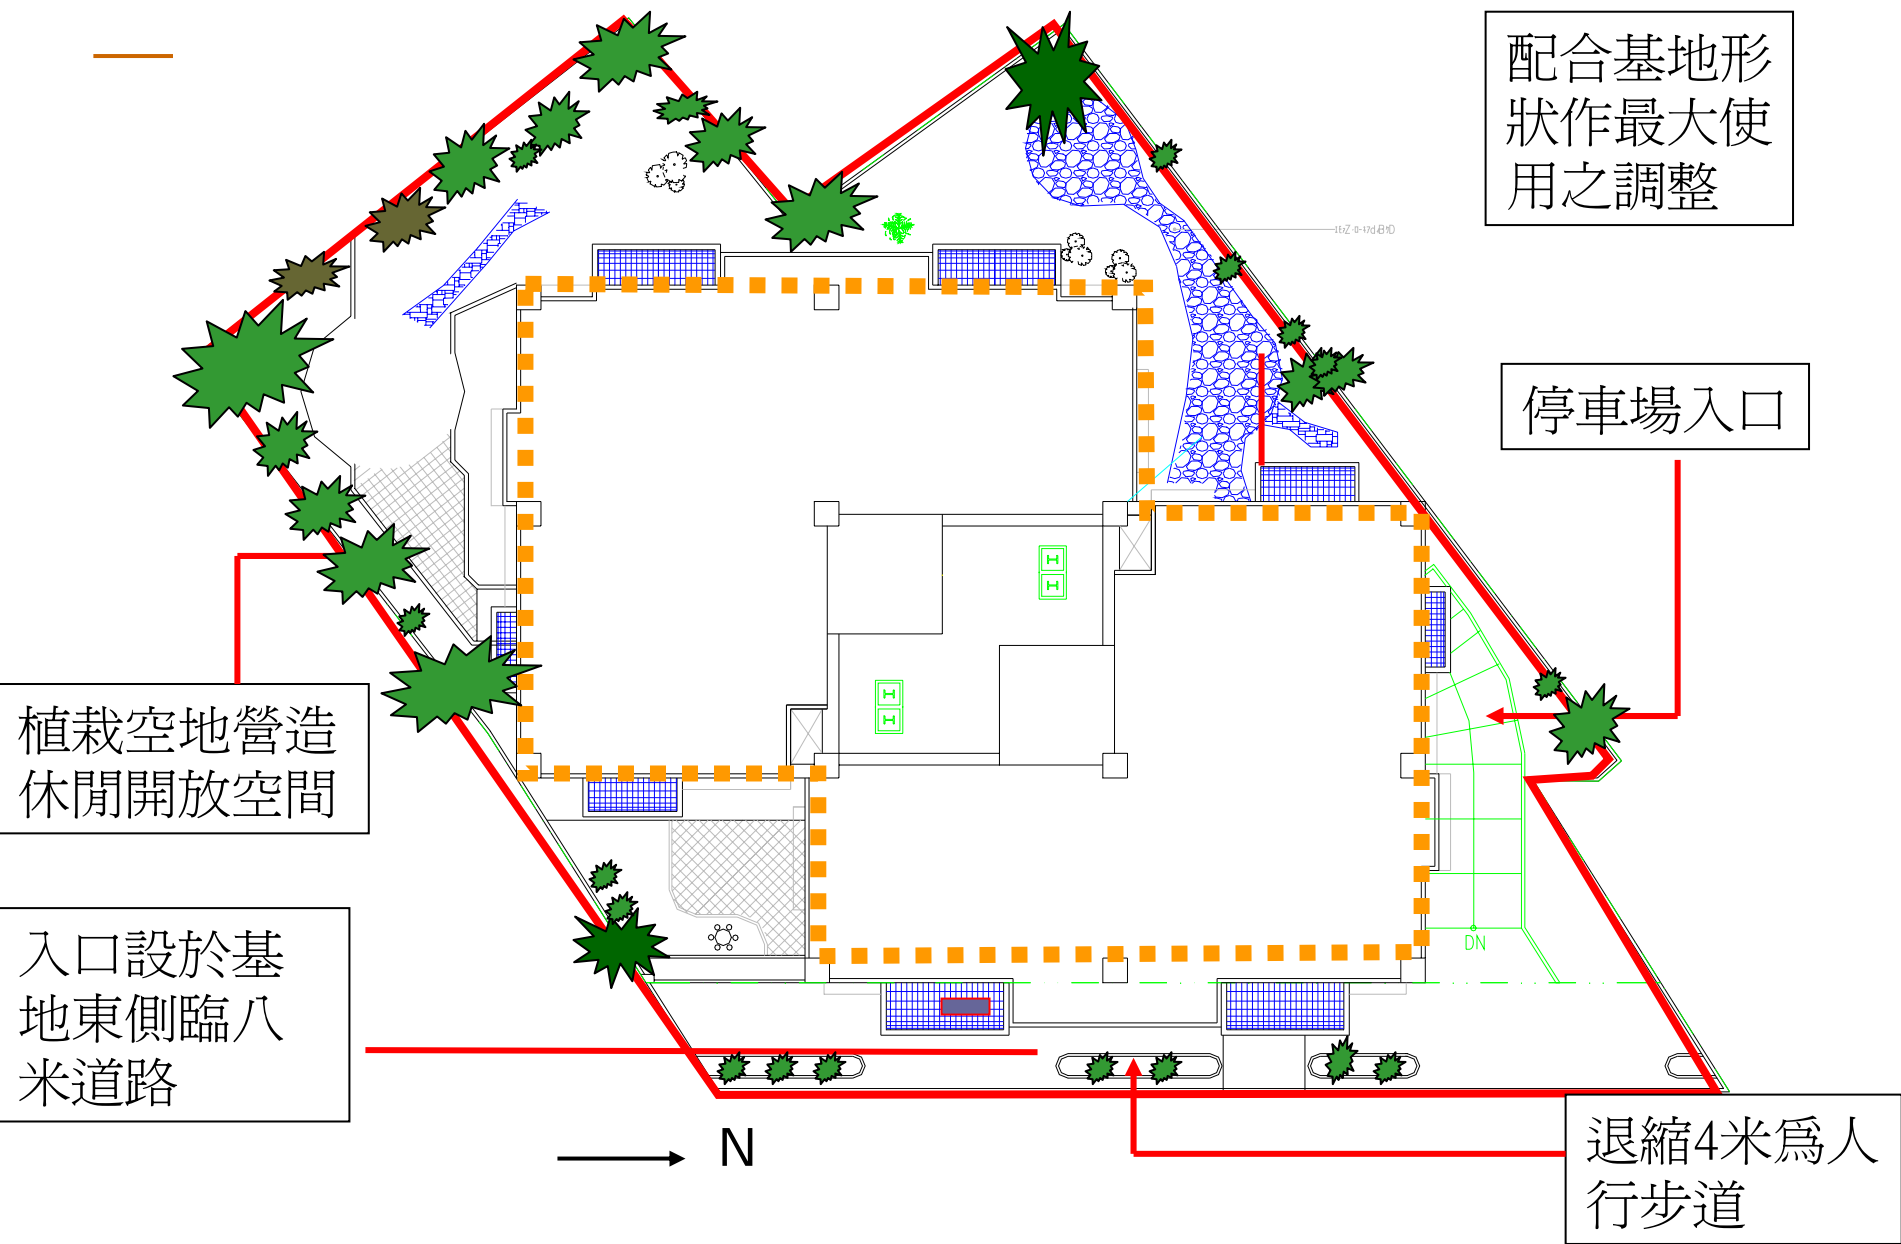 配合基地形
狀作最大使
用之調整
停車場入口
植栽空地營造
休閒開放空間
入口設於基
地東側臨八
米道路
DN
N
退縮4米為人
行步道